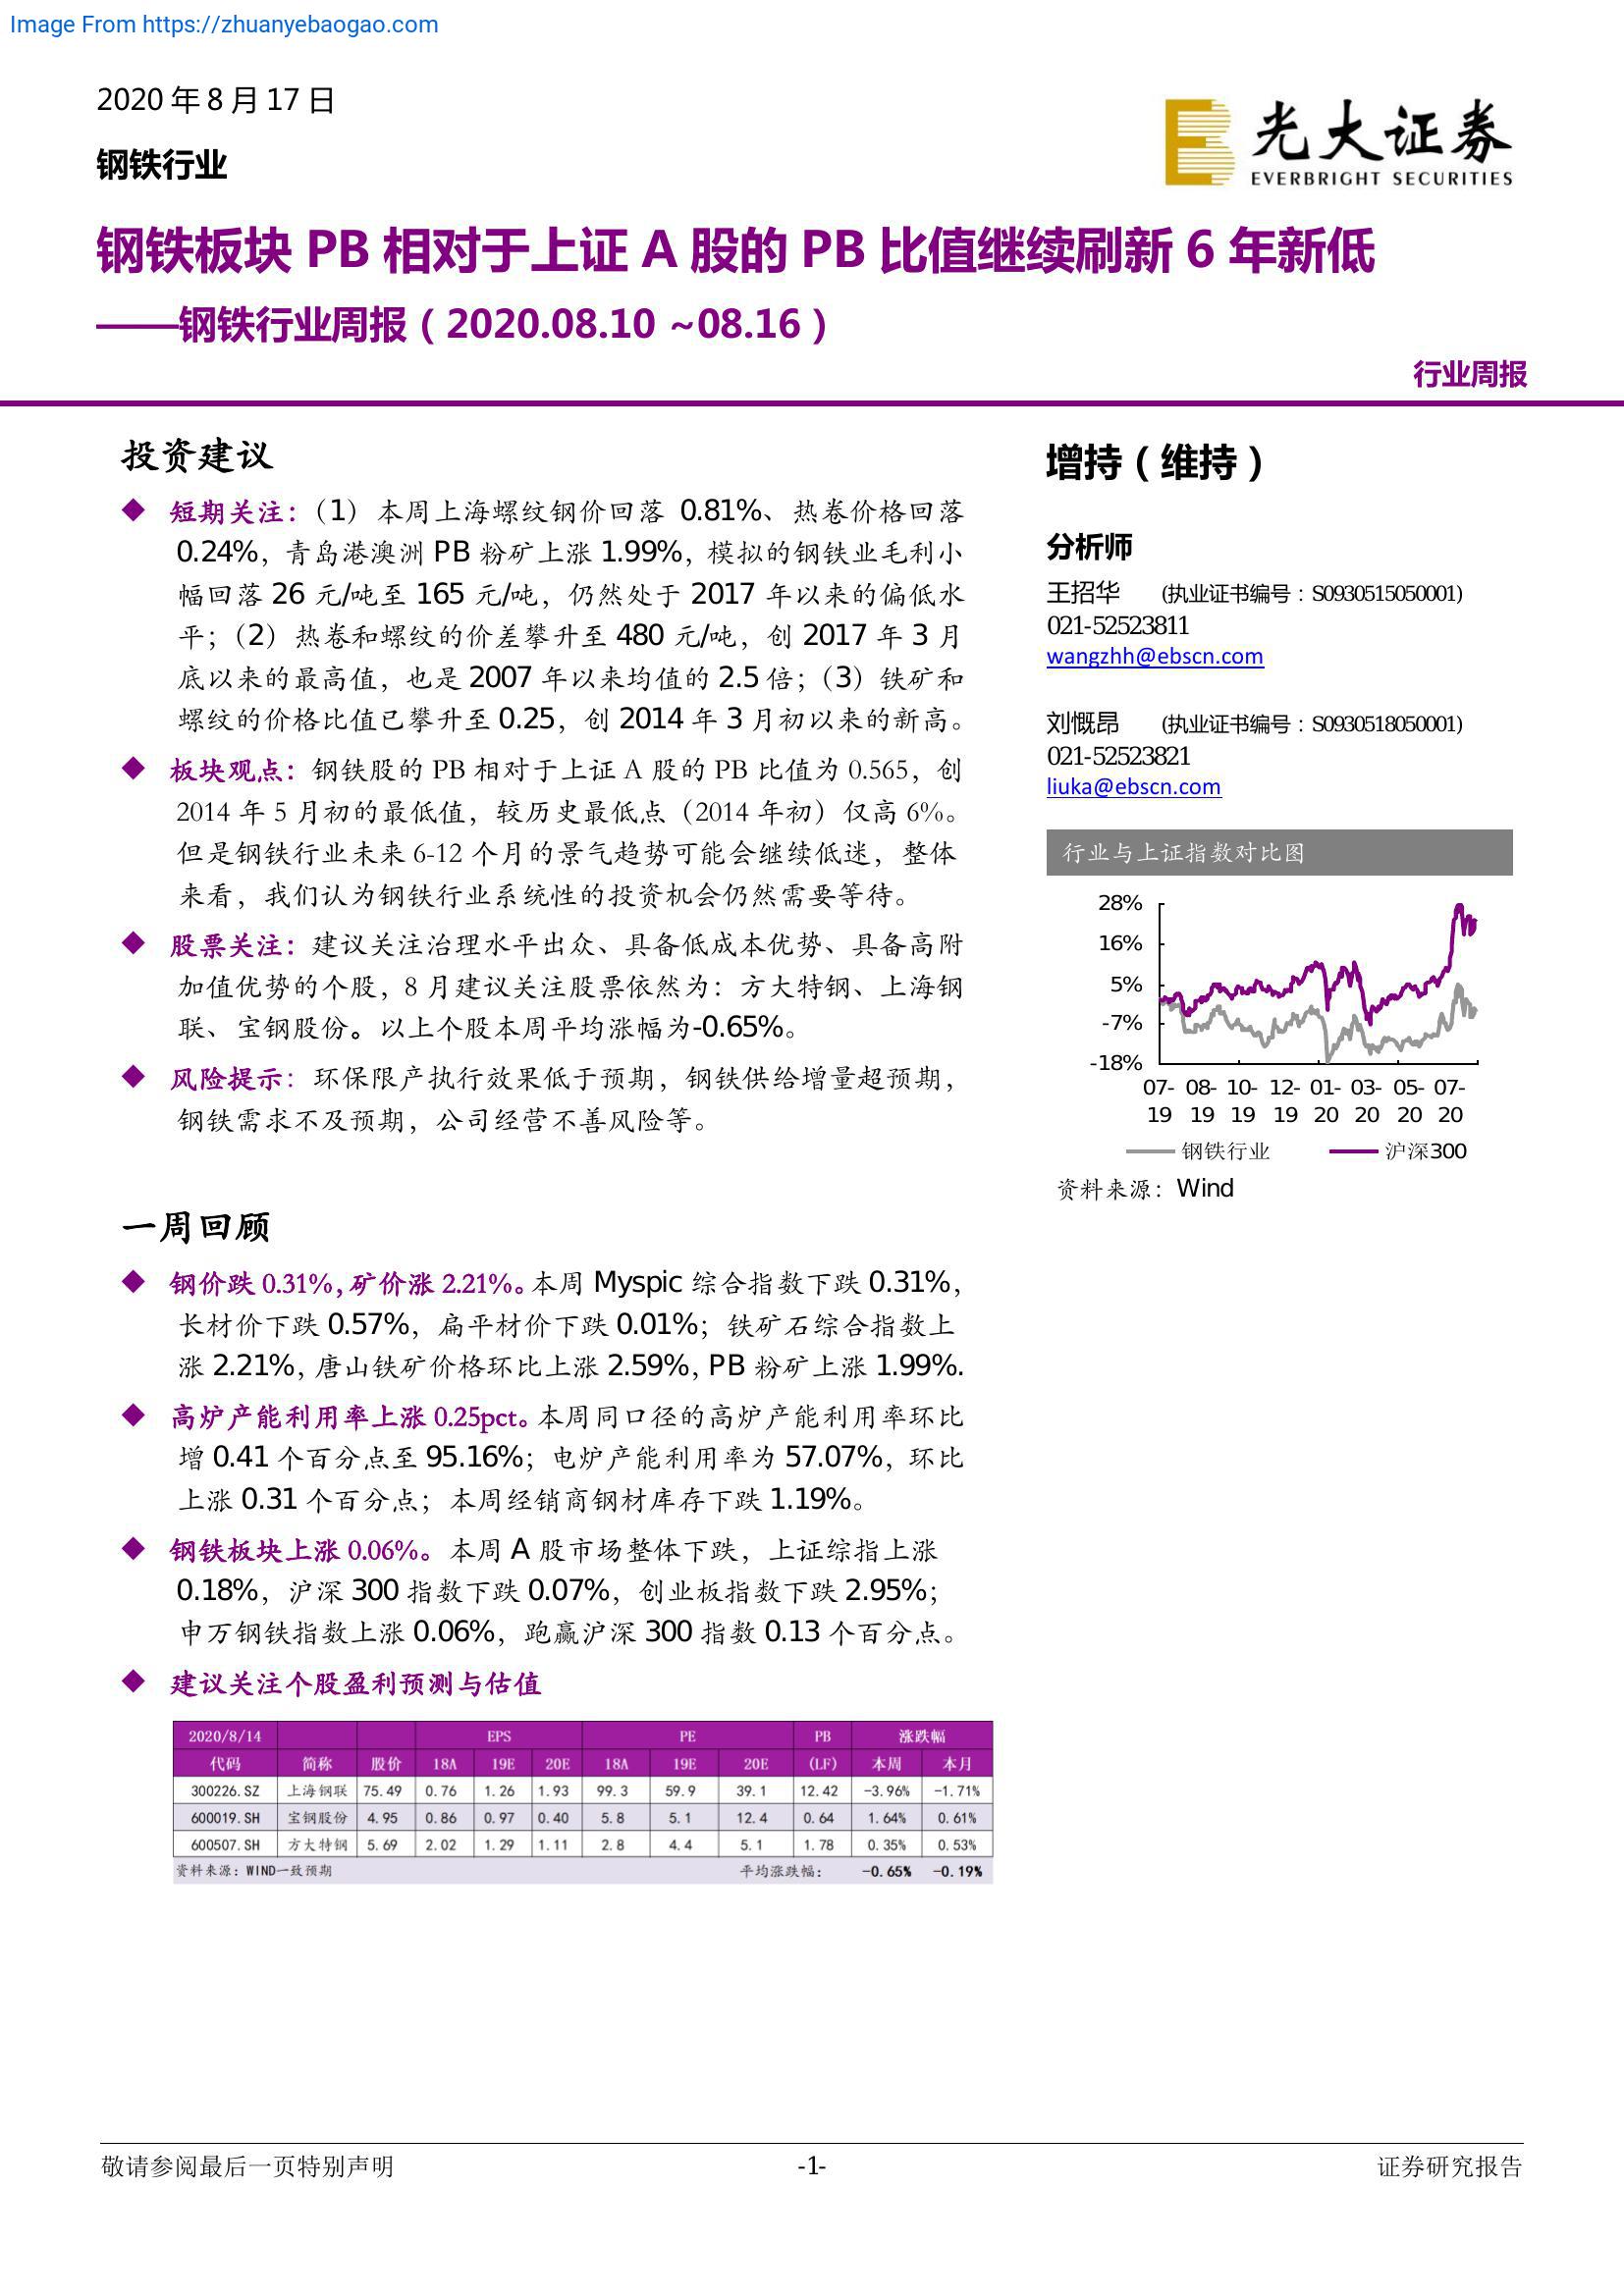 Image From https://zhuanyebaogao.com
2020 年 8 月 17 日
钢铁行业
光大证券
EVERBRIGHT SECURITIES
钢铁板块 PB 相对于上证 A 股的 PB 比值继续刷新 6 年新低
——钢铁行业周报（2020.08.10 ~08.16）
行业周报
投资建议
◆ 短期关注：（1）本周上海螺纹钢价回落 0.81%、热卷价格回落
0.24%，青岛港澳洲 PB 粉矿上涨 1.99%，模拟的钢铁业毛利小
幅回落 26 元/吨至 165 元/吨，仍然处于 2017 年以来的偏低水
平；（2）热卷和螺纹的价差攀升至 480 元/吨，创 2017 年 3 月
底以来的最高值，也是 2007 年以来均值的 2.5 倍；（3）铁矿和
螺纹的价格比值已攀升至 0.25，创 2014 年 3 月初以来的新高。
◆ 板块观点：钢铁股的 PB 相对于上证 A 股的 PB 比值为 0.565，创
2014 年 5 月初的最低值，较历史最低点（2014 年初）仅高 6%。
但是钢铁行业未来 6-12 个月的景气趋势可能会继续低迷，整体
来看，我们认为钢铁行业系统性的投资机会仍然需要等待。
◆ 股票关注：建议关注治理水平出众、具备低成本优势、具备高附
加值优势的个股，8 月建议关注股票依然为：方大特钢、上海钢
联、宝钢股份。以上个股本周平均涨幅为-0.65%。
◆ 风险提示：环保限产执行效果低于预期，钢铁供给增量超预期，
钢铁需求不及预期，公司经营不善风险等。
一周回顾
◆ 钢价跌 0.31%，矿价涨 2.21%。本周 Myspic 综合指数下跌 0.31%，
长材价下跌 0.57%，扁平材价下跌 0.01%；铁矿石综合指数上
涨 2.21%，唐山铁矿价格环比上涨 2.59%，PB 粉矿上涨 1.99%.
◆ 高炉产能利用率上涨 0.25pct。本周同口径的高炉产能利用率环比
增 0.41 个百分点至 95.16%；电炉产能利用率为 57.07%，环比
上涨 0.31 个百分点；本周经销商钢材库存下跌 1.19%。
◆ 钢铁板块上涨 0.06%。本周 A 股市场整体下跌，上证综指上涨
0.18%，沪深 300 指数下跌 0.07%，创业板指数下跌 2.95%；
申万钢铁指数上涨 0.06%，跑赢沪深 300 指数 0.13 个百分点。
◆ 建议关注个股盈利预测与估值
2020/8/14 EPS PE PB 涨跌幅
代码 简称 股价 18A 19E 20E 18A 19E 20E (LF) 本周 本月
300226.SZ 上海钢联 75.49 0.76 1.26 1.93 99.3 59.9 39.1 12.42 -3.96% -1.71%
600019.SH 宝钢股份 4.95 0.86 0.97 0.40 5.8 5.1 12.4 0.64 1.64% 0.61%
600507.SH 方大特钢 5.69 2.02 1.29 1.11 2.8 4.4 5.1 1.78 0.35% 0.53%
资料来源：WIND一致预期 平均涨跌幅： -0.65% -0.19%
增持（维持）
分析师
王招华 (执业证书编号：S0930515050001)
021-52523811
wangzhh@ebscn.com
刘慨昂 (执业证书编号：S0930518050001)
021-52523821
liuka@ebscn.com
行业与上证指数对比图
28%
16%
5%
-7%
-18%
07- 08- 10- 12- 01- 03- 05- 07-
19 19 19 19 20 20 20 20
钢铁行业 沪深300
资料来源：Wind
敬请参阅最后一页特别声明 -1- 证券研究报告